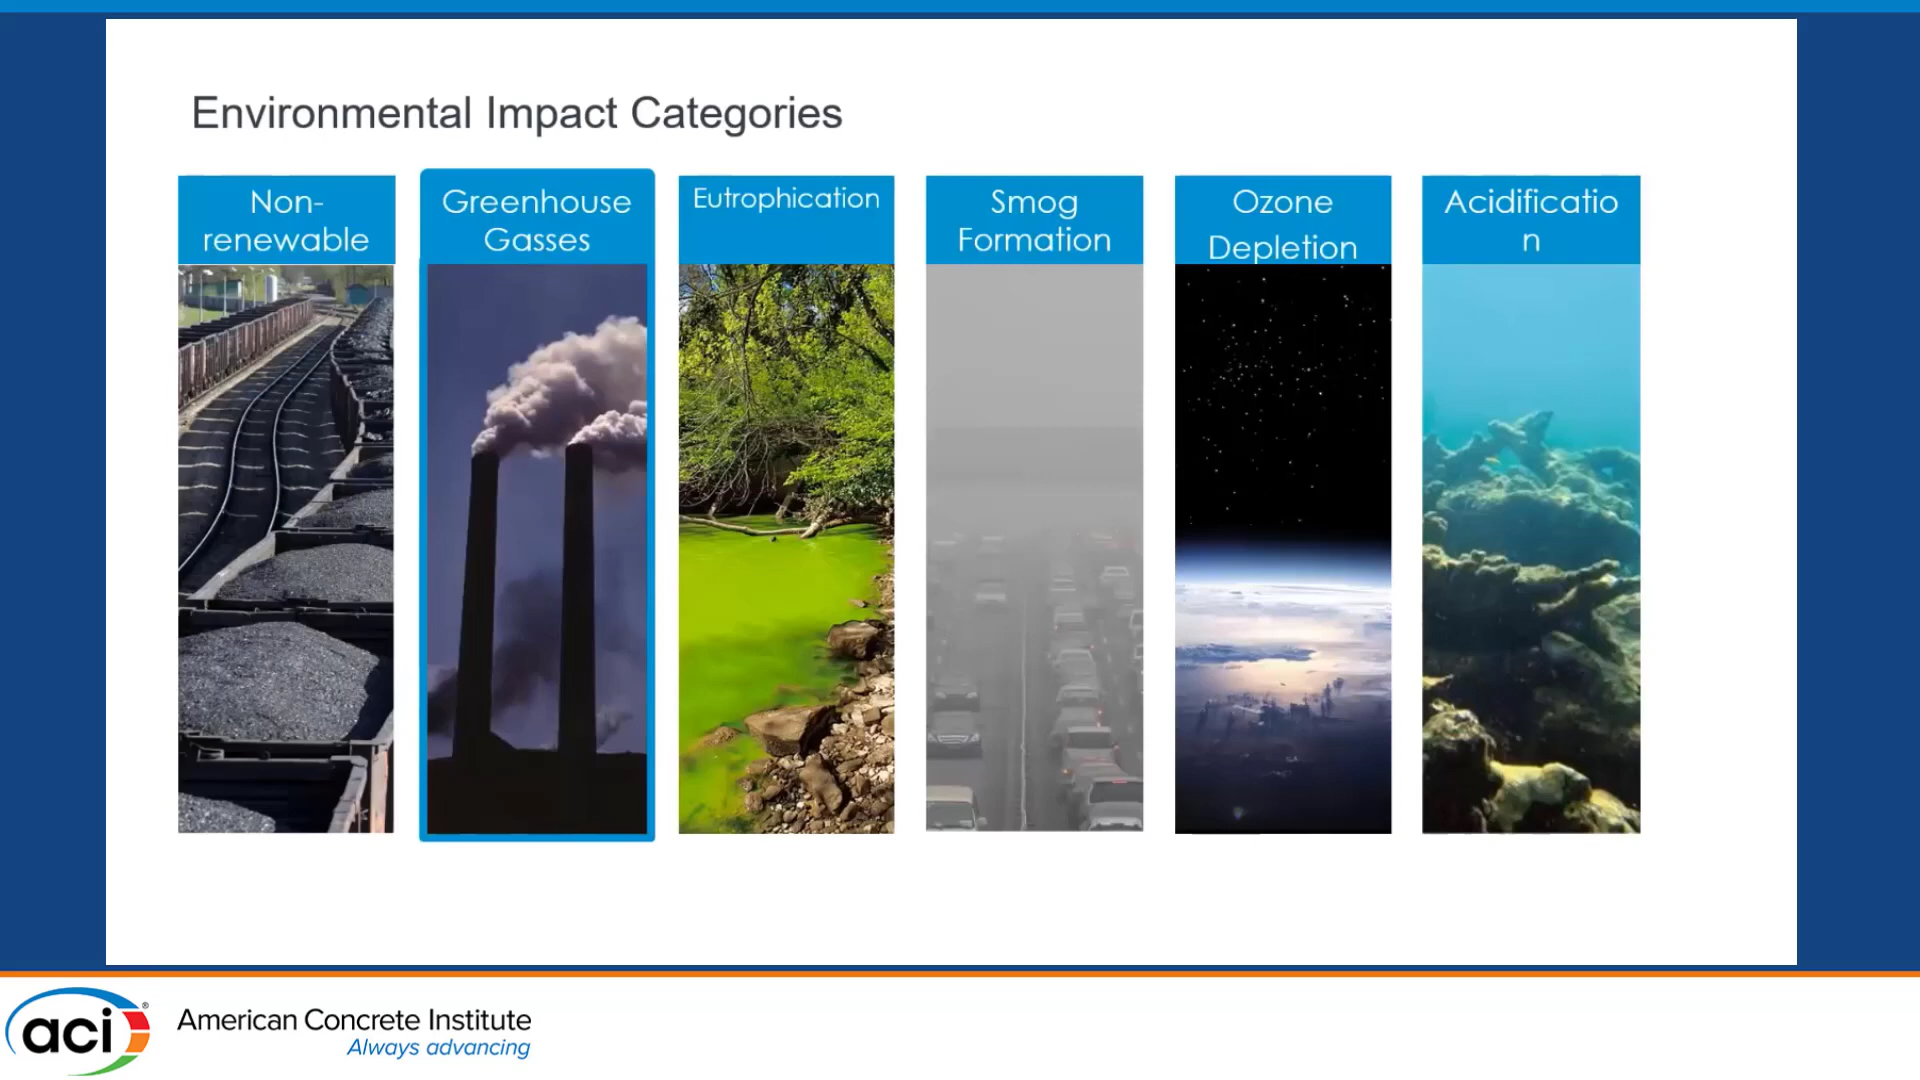 Environmental Impact Categories
Non-
renewable
Greenhouse
Gasses
Eutrophication
Smog
Formation
Ozone
Depletion
Acidificatio
n
aci®
American Concrete Institute
Always advancing